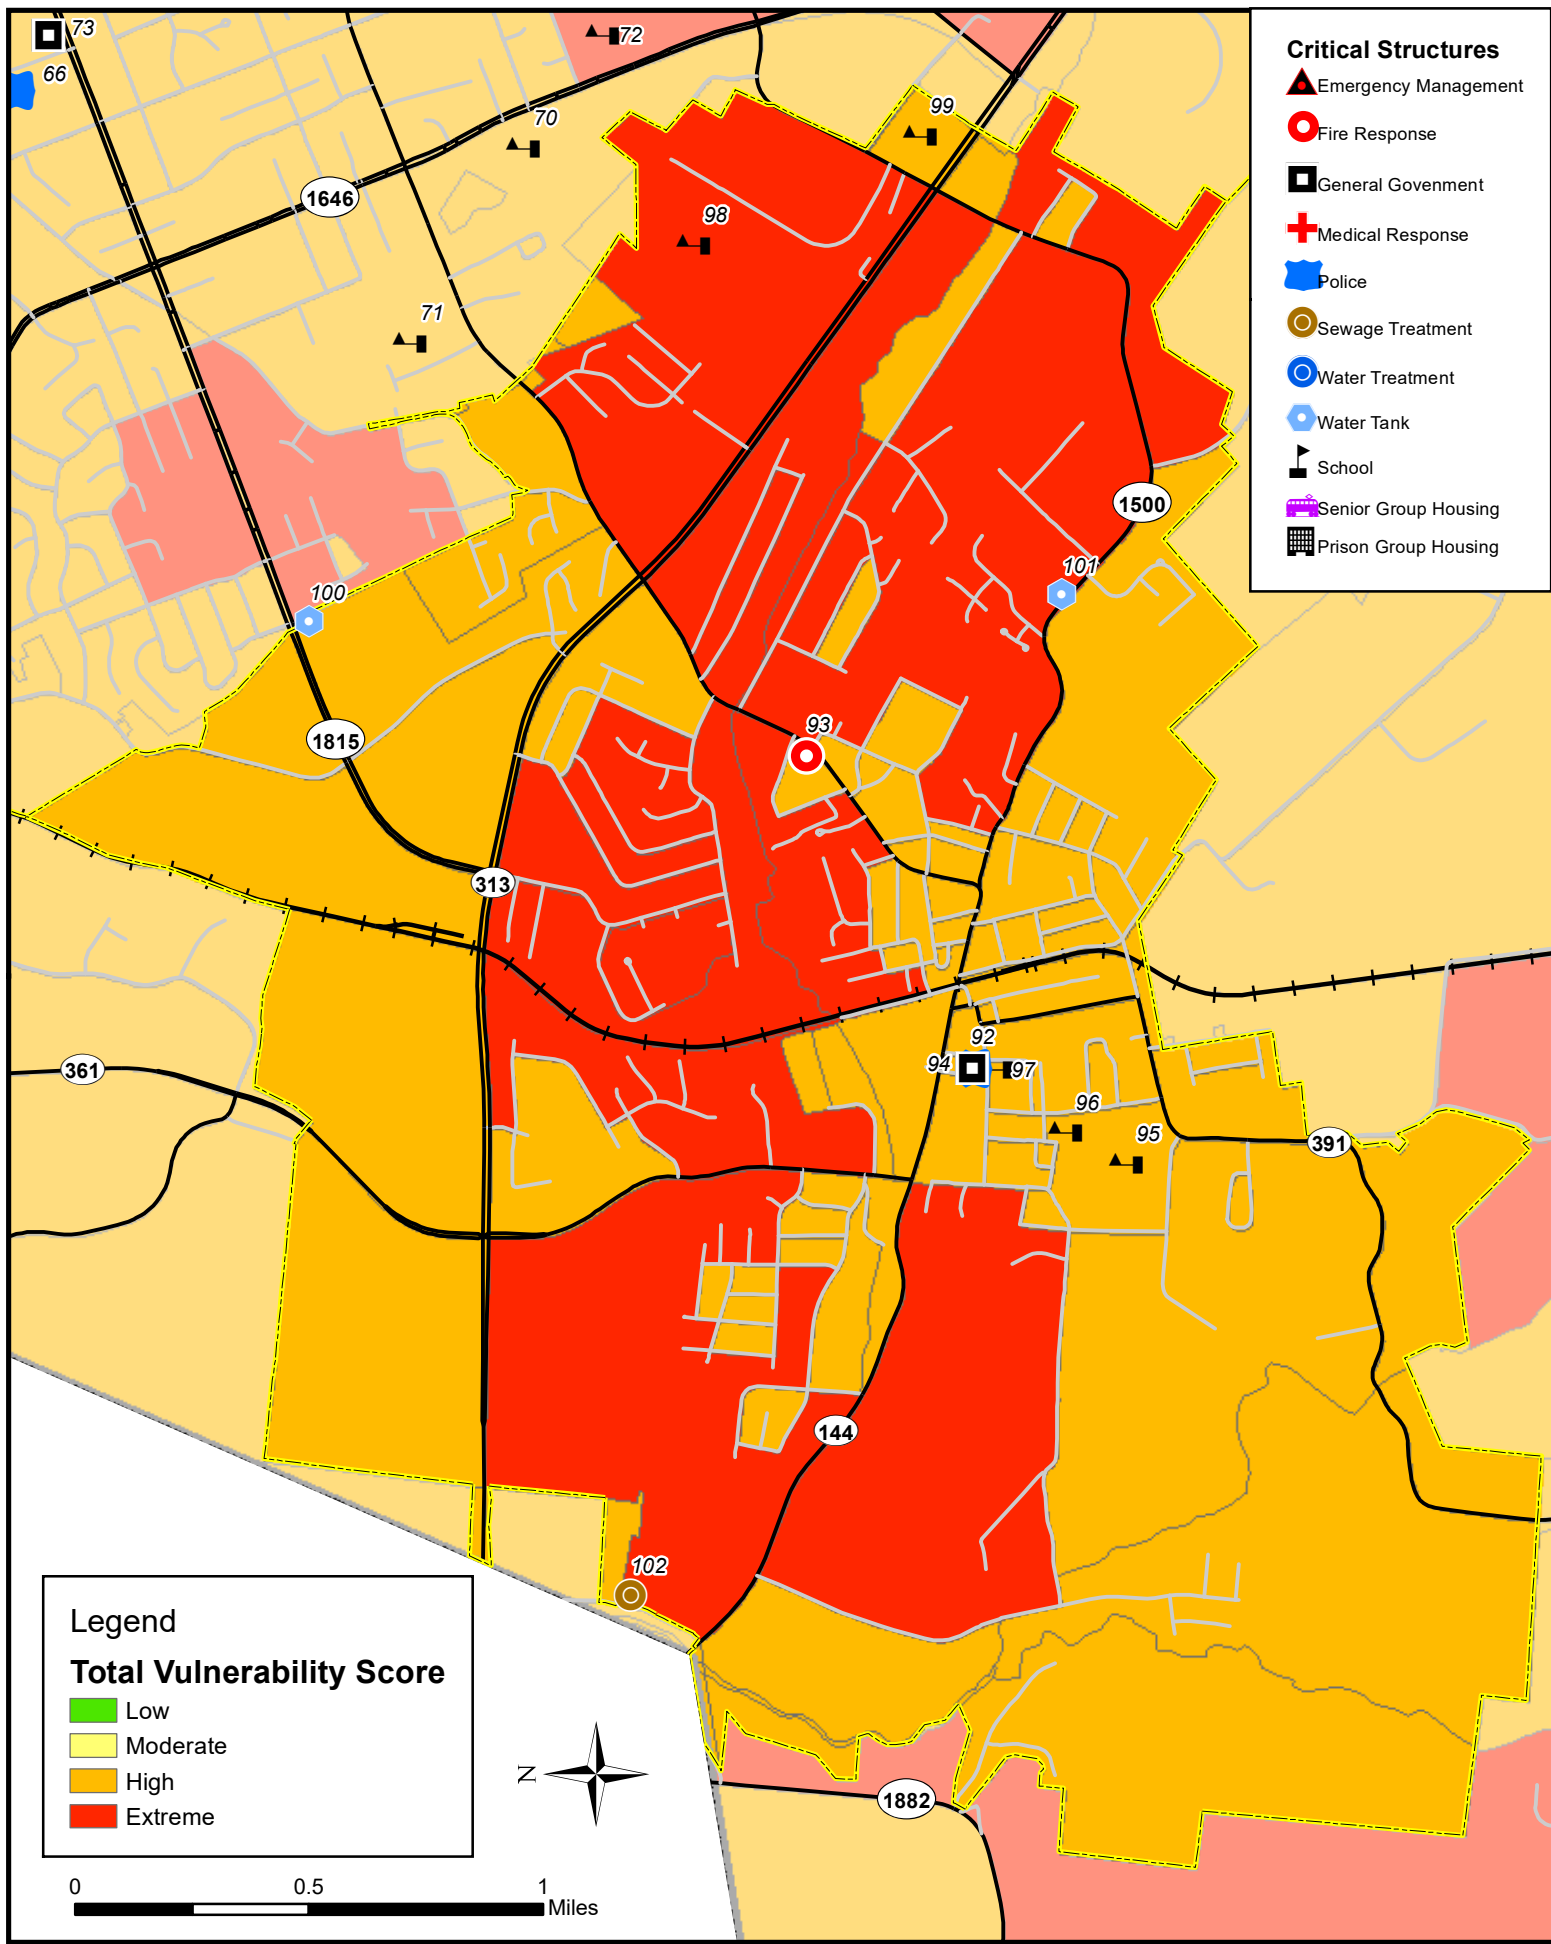 73
66
72
70
99
1646
98
71
Critical Structures
Emergency Management
Fire Response
General Govenment
Medical Response
Police
Sewage Treatment
Water Treatment
Water Tank
School
Senior Group Housing
Prison Group Housing
1500
101
100
1815
93
313
92
94
97
361
96
95
391
144
102
1882
Legend
Total Vulnerability Score
Low
Moderate
High
Extreme
N
0 0.5 1
Miles